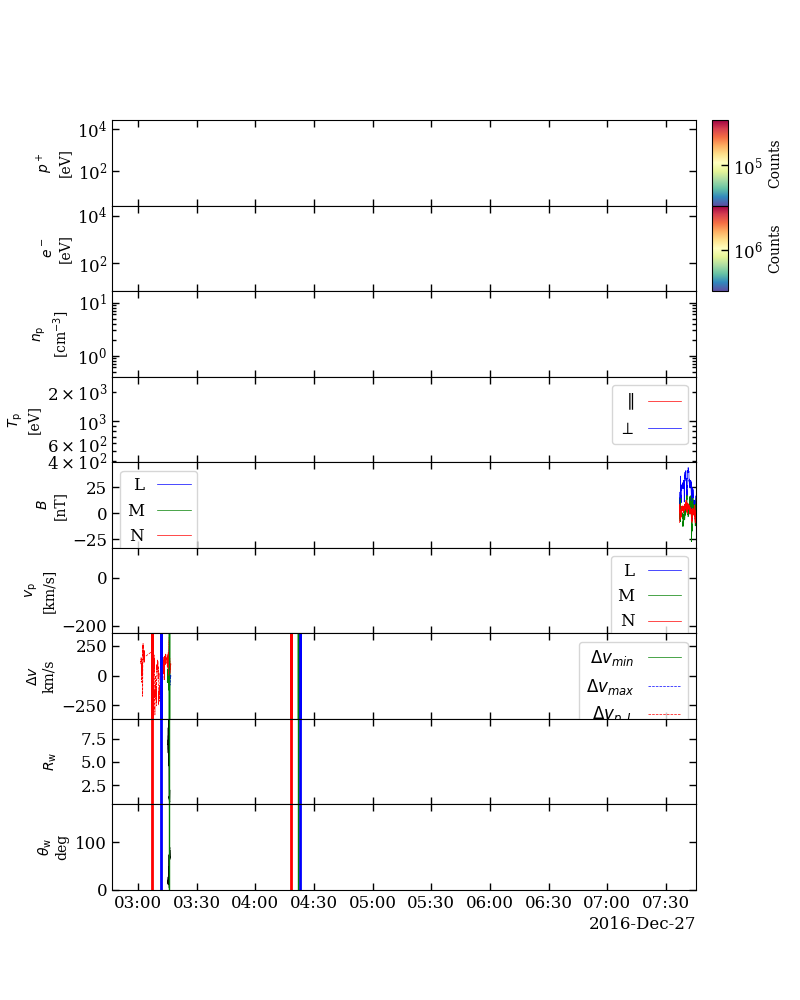 10⁴
10²
p⁺
[eV]
10⁵
Counts
10⁴
10²
e⁻
[eV]
10⁶
Counts
10¹
10⁰
nₚ
[cm⁻³]
2 × 10³
10³
6 × 10²
4 × 10²
Tₚ
[eV]
∥
⊥
25
0
−25
B
[nT]
L
M
N
0
−200
vₚ
[km/s]
L
M
N
250
0
−250
Δv
km/s
Δv_min
Δv_max
7.5
5.0
2.5
R_w
100
0
θ_w
deg
03:00 03:30 04:00 04:30 05:00 05:30 06:00 06:30 07:00 07:30
2016-Dec-27